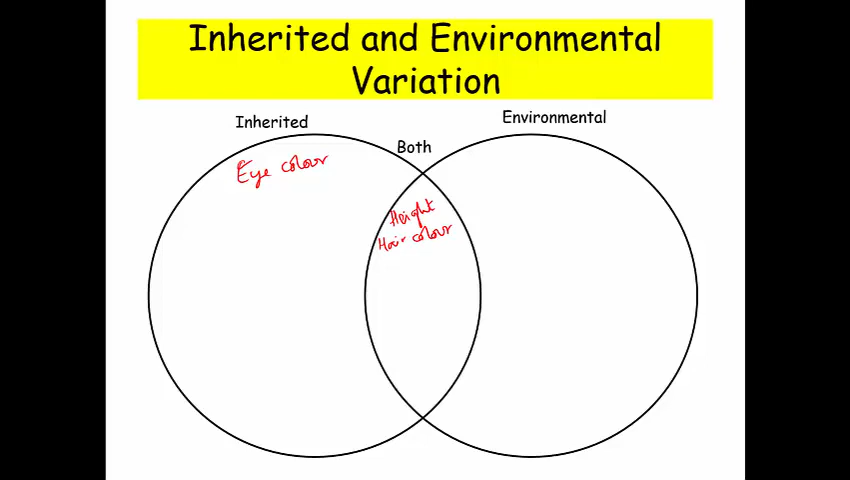 Inherited and Environmental
Variation
Inherited
Environmental
Both
Eye colour
Height
Hair colour